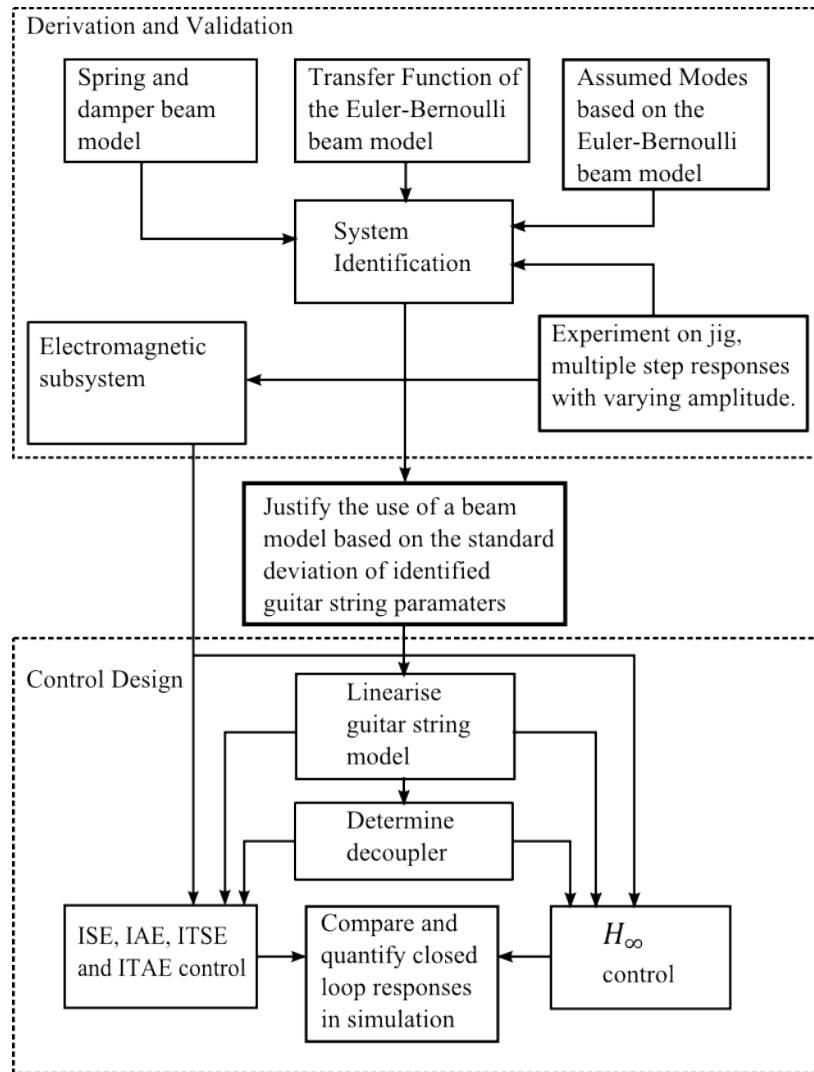 Derivation and Validation
Spring and
damper beam
model
Transfer Function of
the Euler-Bernoulli
beam model
Assumed Modes
based on the
Euler-Bernoulli
beam model
System
Identification
Electromagnetic
subsystem
Experiment on jig,
multiple step responses
with varying amplitude.
Justify the use of a beam
model based on the standard
deviation of identified
guitar string paramaters
Control Design
Linearise
guitar string
model
Determine
decoupler
ISE, IAE, ITSE
and ITAE control
Compare and
quantify closed
loop responses
in simulation
H∞
control